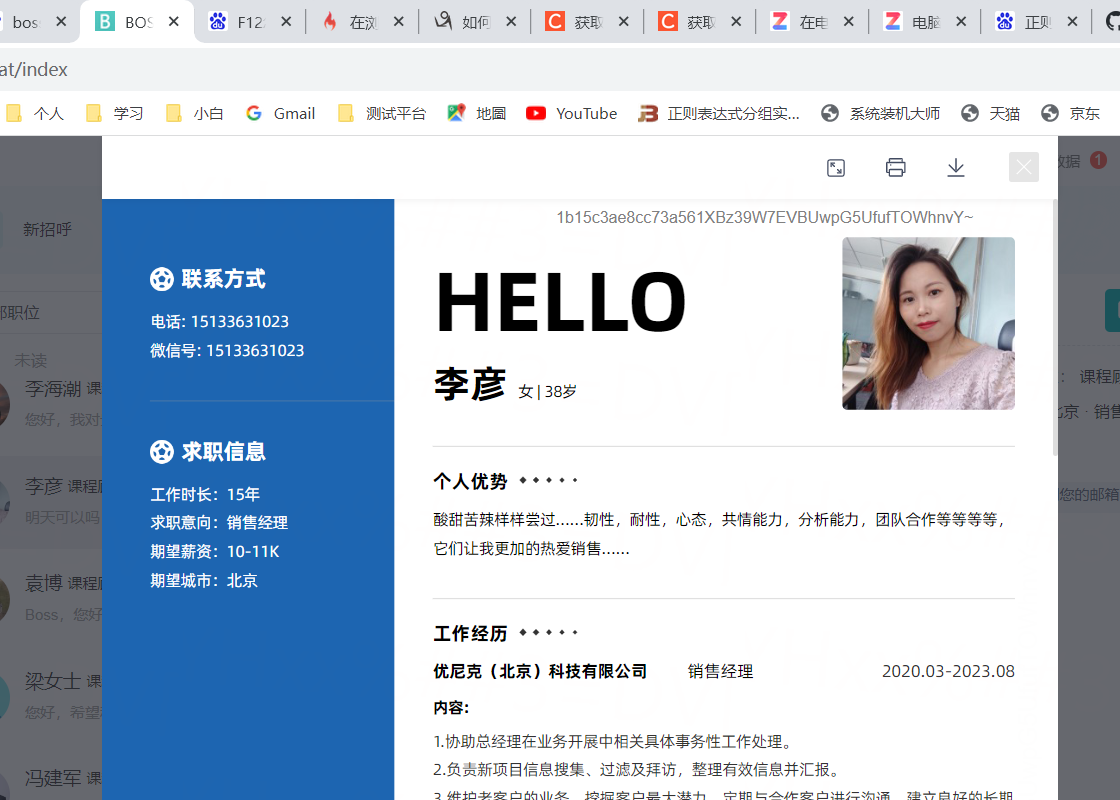 bos
BOS
F12
在浏
如何
获取
获取
在电
电脑
正则
at/index
个人
学习
小白
Gmail
测试平台
地圖
YouTube
正则表达式分组实...
系统装机大师
天猫
京东
数据
1
新招呼
部职位
未读
李海潮 课
您好，我对
李彦 课程顾
明天可以吗
袁博 课程顾
Boss，您好
梁女士 课
您好，希望
冯建军 课
1b15c3ae8cc73a561XBz39W7EVBUwpG5UfufTOWhnvY~
联系方式
电话: 15133631023
微信号: 15133631023
求职信息
工作时长：15年
求职意向：销售经理
期望薪资：10-11K
期望城市：北京
HELLO
李彦 女 | 38岁
个人优势
酸甜苦辣样样尝过......韧性，耐性，心态，共情能力，分析能力，团队合作等等等等，
它们让我更加的热爱销售......
工作经历
优尼克（北京）科技有限公司 销售经理 2020.03-2023.08
内容:
1.协助总经理在业务开展中相关具体事务性工作处理。
2.负责新项目信息搜集、过滤及拜访，整理有效信息并汇报。
3.维护老客户的业务，挖掘客户最大潜力，定期与合作客户进行沟通，建立良好的长期
： 课程顾
北京 · 销售
您的邮箱